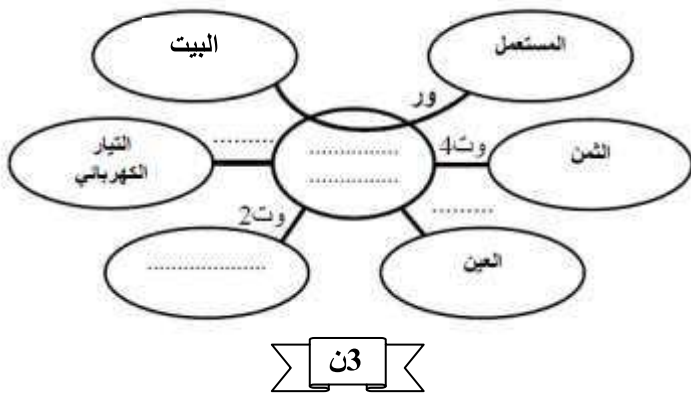 البيت
المستعمل
ور
التيار
الكهربائي
..........
..............
..............
وت4
الثمن
وت2
..........
....................
العين
3ن